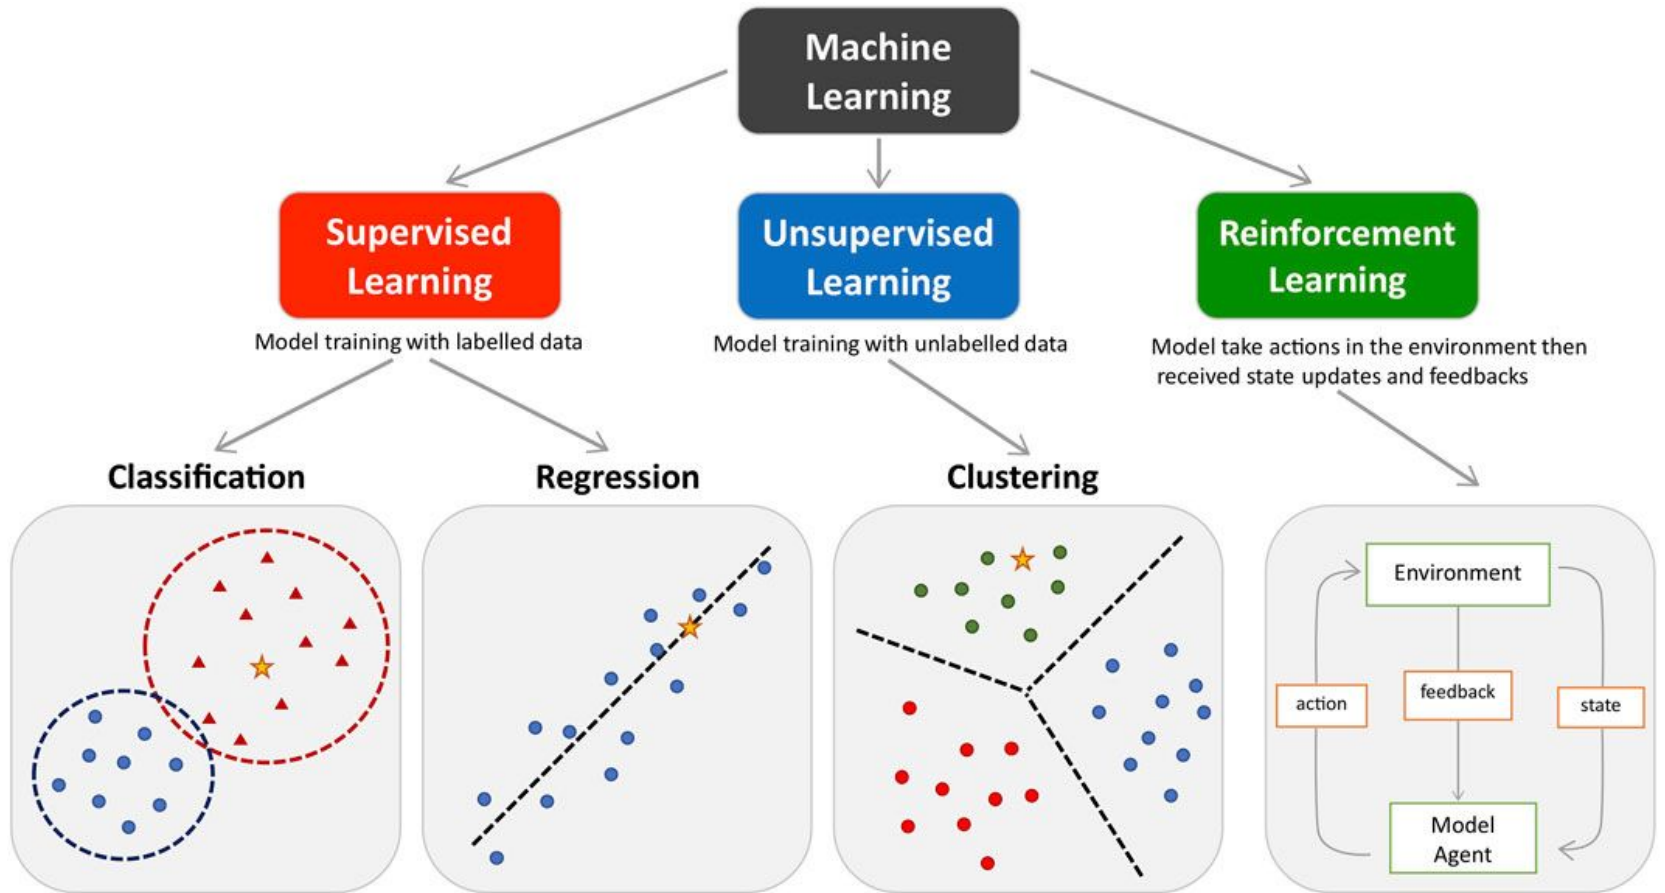 Machine
Learning
Supervised
Learning
Unsupervised
Learning
Reinforcement
Learning
Model training with labelled data
Model training with unlabelled data
Model take actions in the environment then
received state updates and feedbacks
Classification
Regression
Clustering
Environment
action
feedback
state
Model
Agent